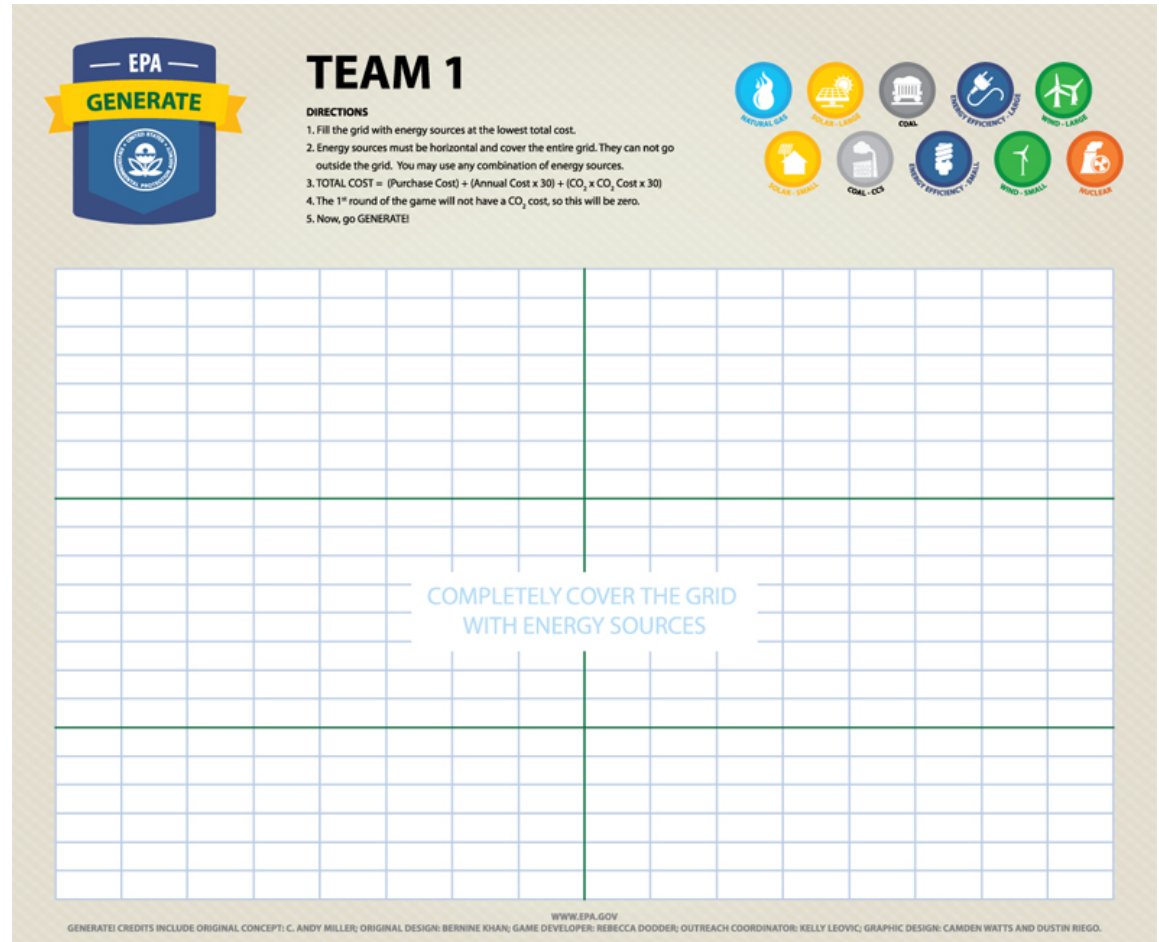 EPA
GENERATE
UNITED STATES
ENVIRONMENTAL PROTECTION
TEAM 1
DIRECTIONS
1. Fill the grid with energy sources at the lowest total cost.
2. Energy sources must be horizontal and cover the entire grid. They can not go
outside the grid. You may use any combination of energy sources.
3. TOTAL COST = (Purchase Cost) + (Annual Cost x 30) + (CO₂ x CO₂ Cost x 30)
4. The 1ˢᵗ round of the game will not have a CO₂ cost, so this will be zero.
5. Now, go GENERATE!
NATURAL GAS
SOLAR - LARGE
COAL
ENERGY EFFICIENCY - LARGE
WIND - LARGE
SOLAR - SMALL
COAL - CCS
ENERGY EFFICIENCY - SMALL
WIND - SMALL
NUCLEAR
COMPLETELY COVER THE GRID
WITH ENERGY SOURCES
WWW.EPA.GOV
GENERATE! CREDITS INCLUDE ORIGINAL CONCEPT: C. ANDY MILLER; ORIGINAL DESIGN: BERNINE KHAN; GAME DEVELOPER: REBECCA DODDER; OUTREACH COORDINATOR: KELLY LEOVIC; GRAPHIC DESIGN: CAMDEN WATTS AND DUSTIN RIEGO.